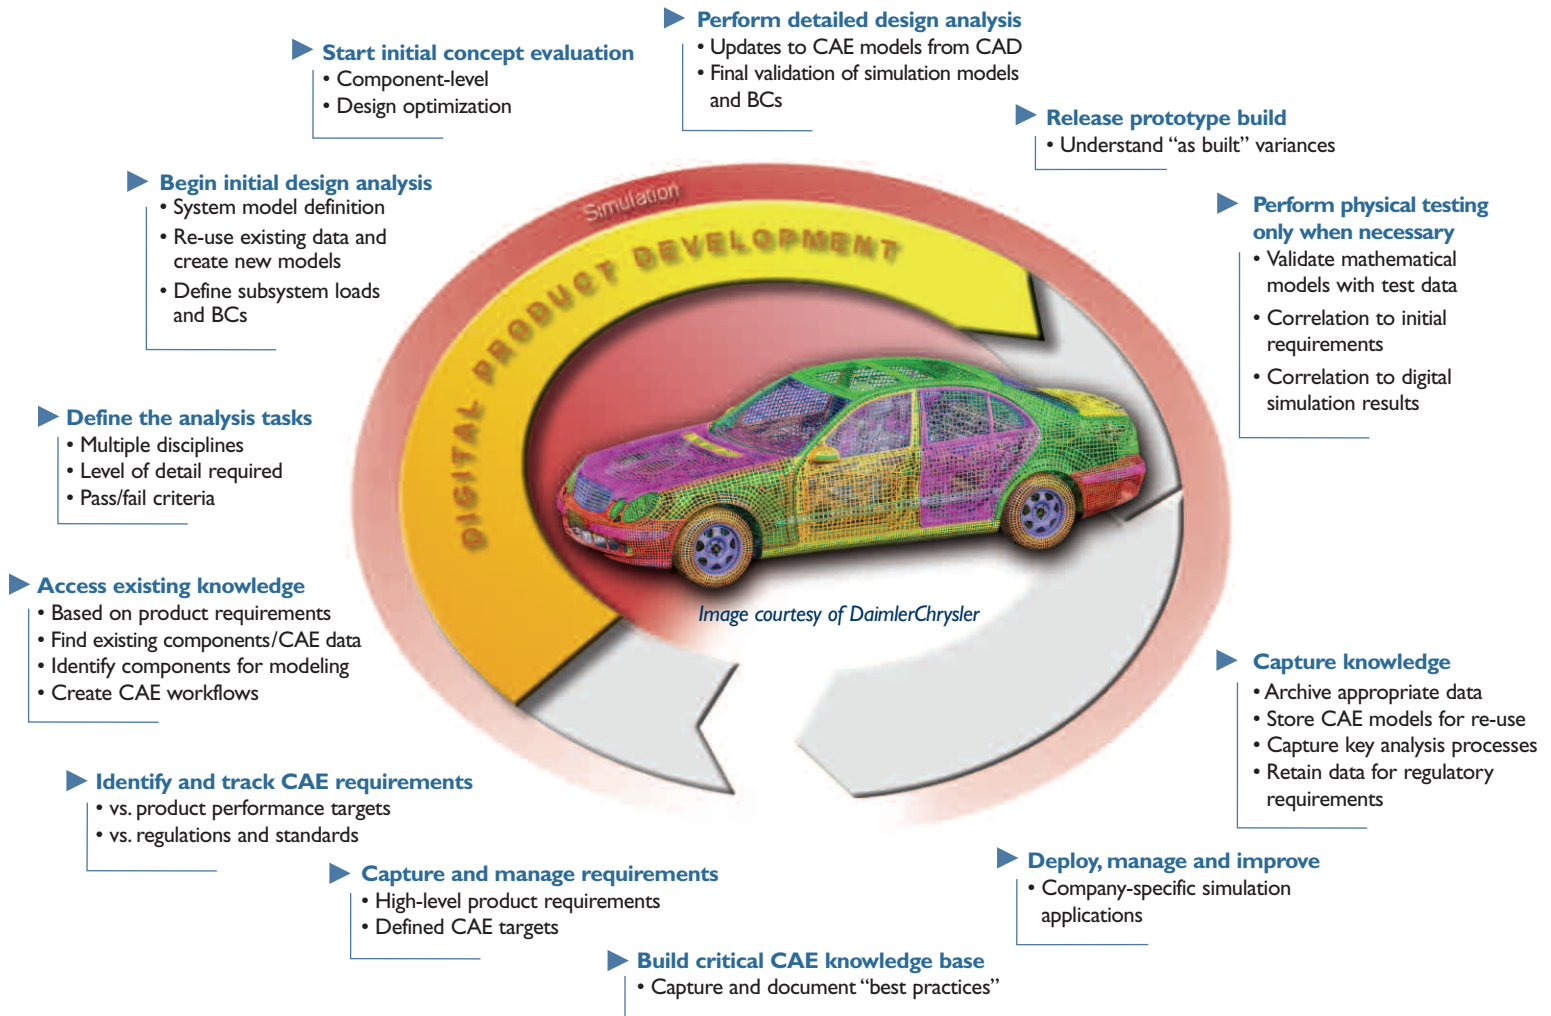 Perform detailed design analysis
• Updates to CAE models from CAD
• Final validation of simulation models
and BCs
Start initial concept evaluation
• Component-level
• Design optimization
Release prototype build
• Understand “as built” variances
Begin initial design analysis
• System model definition
• Re-use existing data and
create new models
• Define subsystem loads
and BCs
Simulation
DIGITAL PRODUCT DEVELOPMENT
Perform physical testing
only when necessary
• Validate mathematical
models with test data
• Correlation to initial
requirements
• Correlation to digital
simulation results
Define the analysis tasks
• Multiple disciplines
• Level of detail required
• Pass/fail criteria
Access existing knowledge
• Based on product requirements
• Find existing components/CAE data
• Identify components for modeling
• Create CAE workflows
Image courtesy of DaimlerChrysler
Capture knowledge
• Archive appropriate data
• Store CAE models for re-use
• Capture key analysis processes
• Retain data for regulatory
requirements
Identify and track CAE requirements
• vs. product performance targets
• vs. regulations and standards
Capture and manage requirements
• High-level product requirements
• Defined CAE targets
Deploy, manage and improve
• Company-specific simulation
applications
Build critical CAE knowledge base
• Capture and document “best practices”